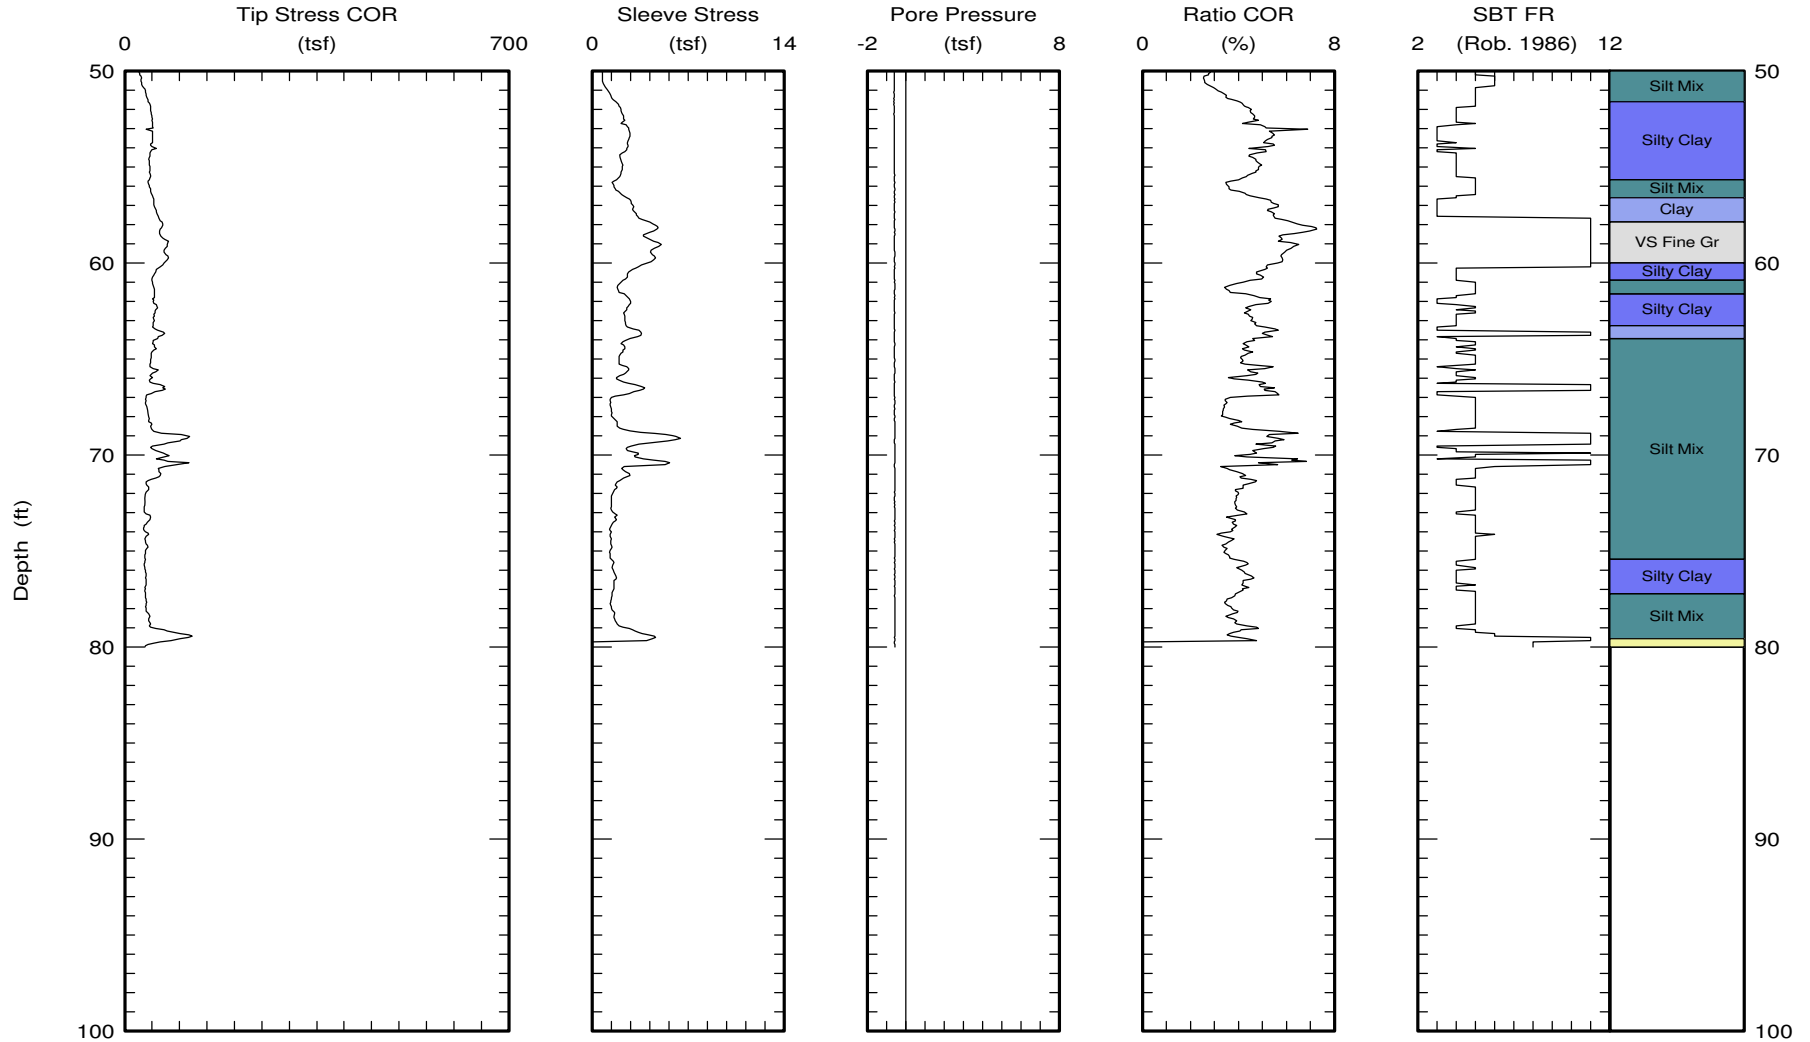 Tip Stress COR Sleeve Stress Pore Pressure Ratio COR SBT FR
0 (tsf) 700 0 (tsf) 14 -2 (tsf) 8 0 (%) 8 2 (Rob. 1986) 12
50 50
Silt Mix
Silty Clay
Silt Mix
Clay
VS Fine Gr
60 60
Silty Clay
Silty Clay
70 70
Silt Mix
Depth (ft)
Silty Clay
Silt Mix
80 80
90 90
100 100